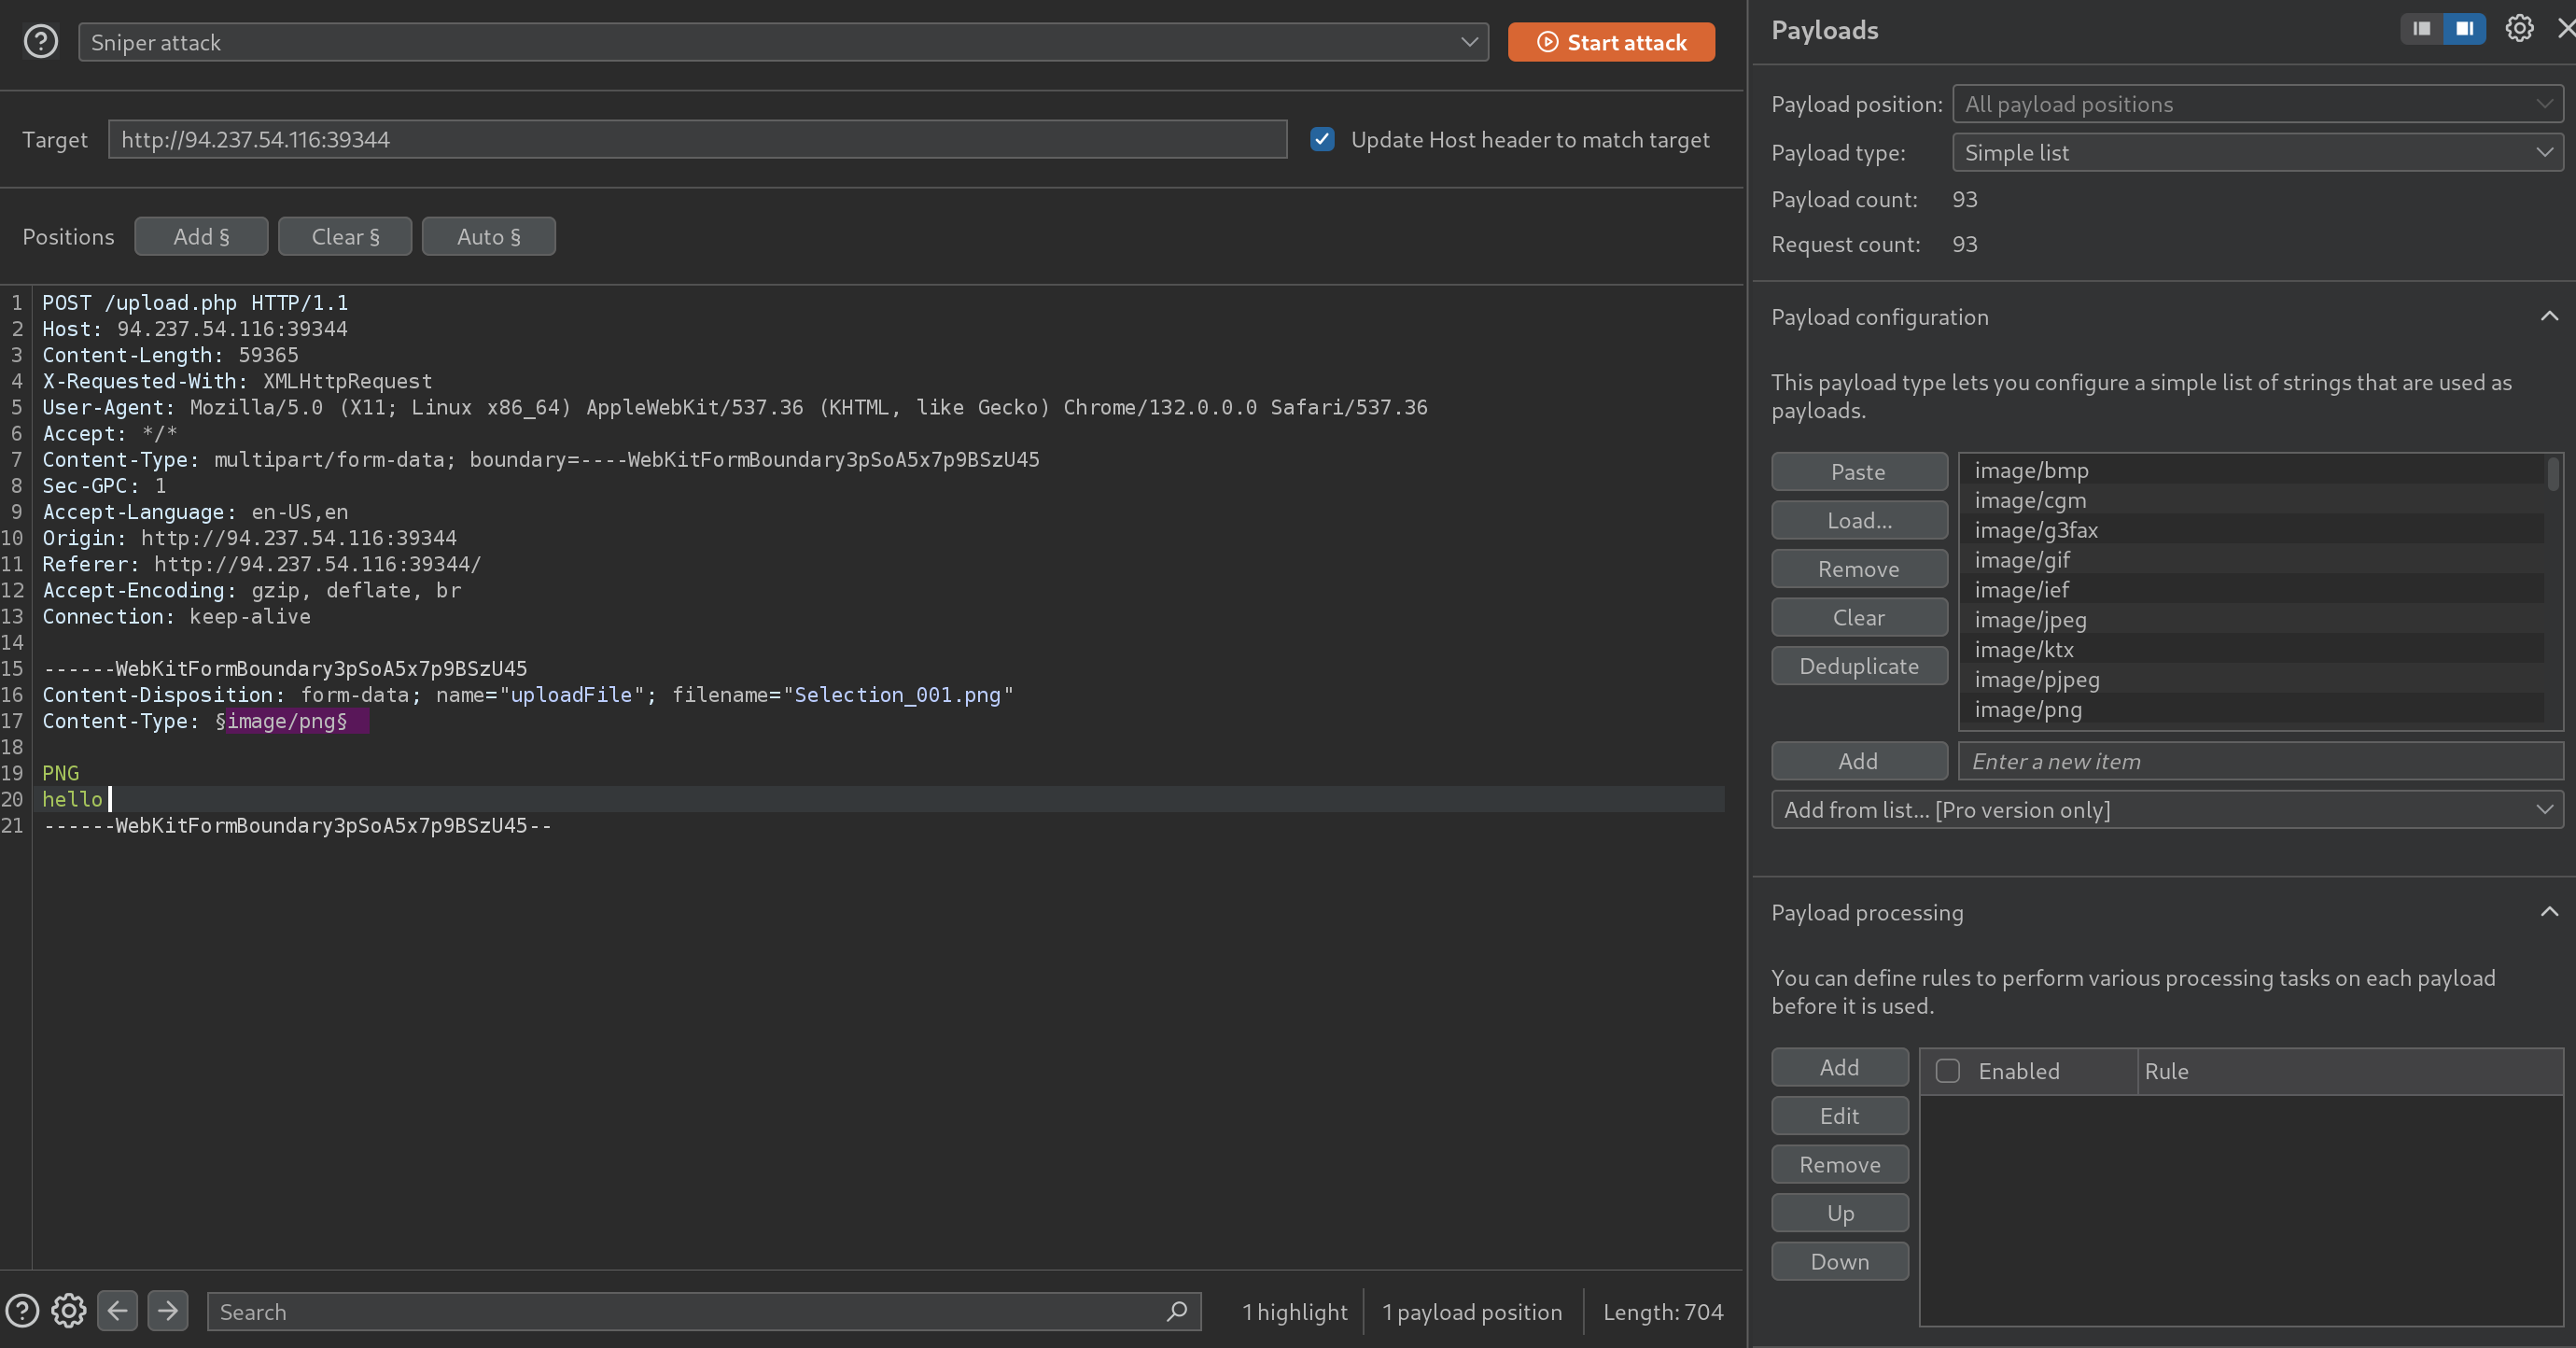 Sniper attack
Start attack
Target
http://94.237.54.116:39344
Update Host header to match target
Positions
Add §
Clear §
Auto §
1 POST /upload.php HTTP/1.1
2 Host: 94.237.54.116:39344
3 Content-Length: 59365
4 X-Requested-With: XMLHttpRequest
5 User-Agent: Mozilla/5.0 (X11; Linux x86_64) AppleWebKit/537.36 (KHTML, like Gecko) Chrome/132.0.0.0 Safari/537.36
6 Accept: */*
7 Content-Type: multipart/form-data; boundary=----WebKitFormBoundary3pSoA5x7p9BSzU45
8 Sec-GPC: 1
9 Accept-Language: en-US,en
10 Origin: http://94.237.54.116:39344
11 Referer: http://94.237.54.116:39344/
12 Accept-Encoding: gzip, deflate, br
13 Connection: keep-alive
14
15 ------WebKitFormBoundary3pSoA5x7p9BSzU45
16 Content-Disposition: form-data; name="uploadFile"; filename="Selection_001.png"
17 Content-Type: §image/png§
18
19 PNG
20 hello
21 ------WebKitFormBoundary3pSoA5x7p9BSzU45--
Search
1 highlight
1 payload position
Length: 704
Payloads
Payload position: All payload positions
Payload type: Simple list
Payload count: 93
Request count: 93
Payload configuration
This payload type lets you configure a simple list of strings that are used as
payloads.
Paste
Load...
Remove
Clear
Deduplicate
image/bmp
image/cgm
image/g3fax
image/gif
image/ief
image/jpeg
image/ktx
image/pjpeg
image/png
Add
Enter a new item
Add from list... [Pro version only]
Payload processing
You can define rules to perform various processing tasks on each payload
before it is used.
Add
Edit
Remove
Up
Down
Enabled
Rule